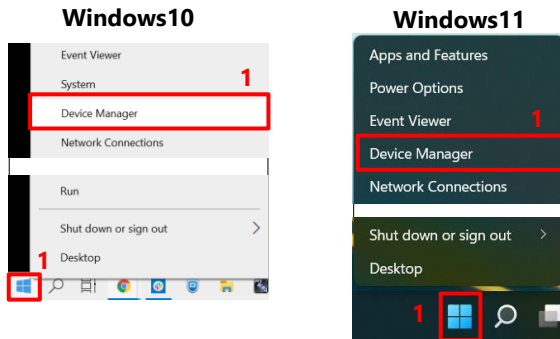 Windows10
Event Viewer
System
1
Device Manager
Network Connections
Run
Shut down or sign out
Desktop
1
Windows11
Apps and Features
Power Options
Event Viewer
1
Device Manager
Network Connections
Shut down or sign out
Desktop
1